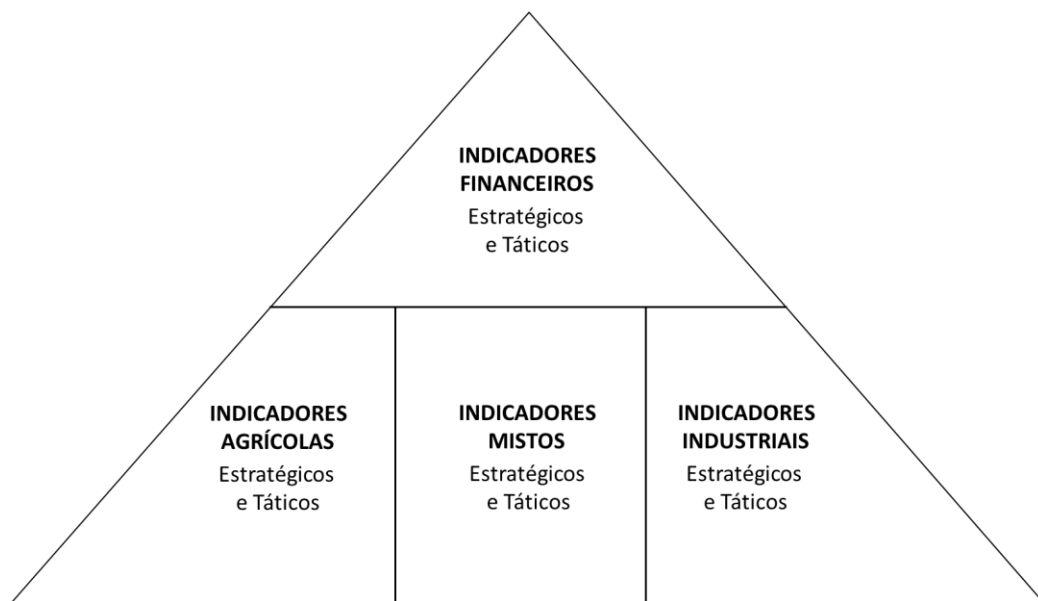 INDICADORES
FINANCEIROS
Estratégicos
e Táticos
INDICADORES
AGRÍCOLAS
Estratégicos
e Táticos
INDICADORES
MISTOS
Estratégicos
e Táticos
INDICADORES
INDUSTRIAIS
Estratégicos
e Táticos